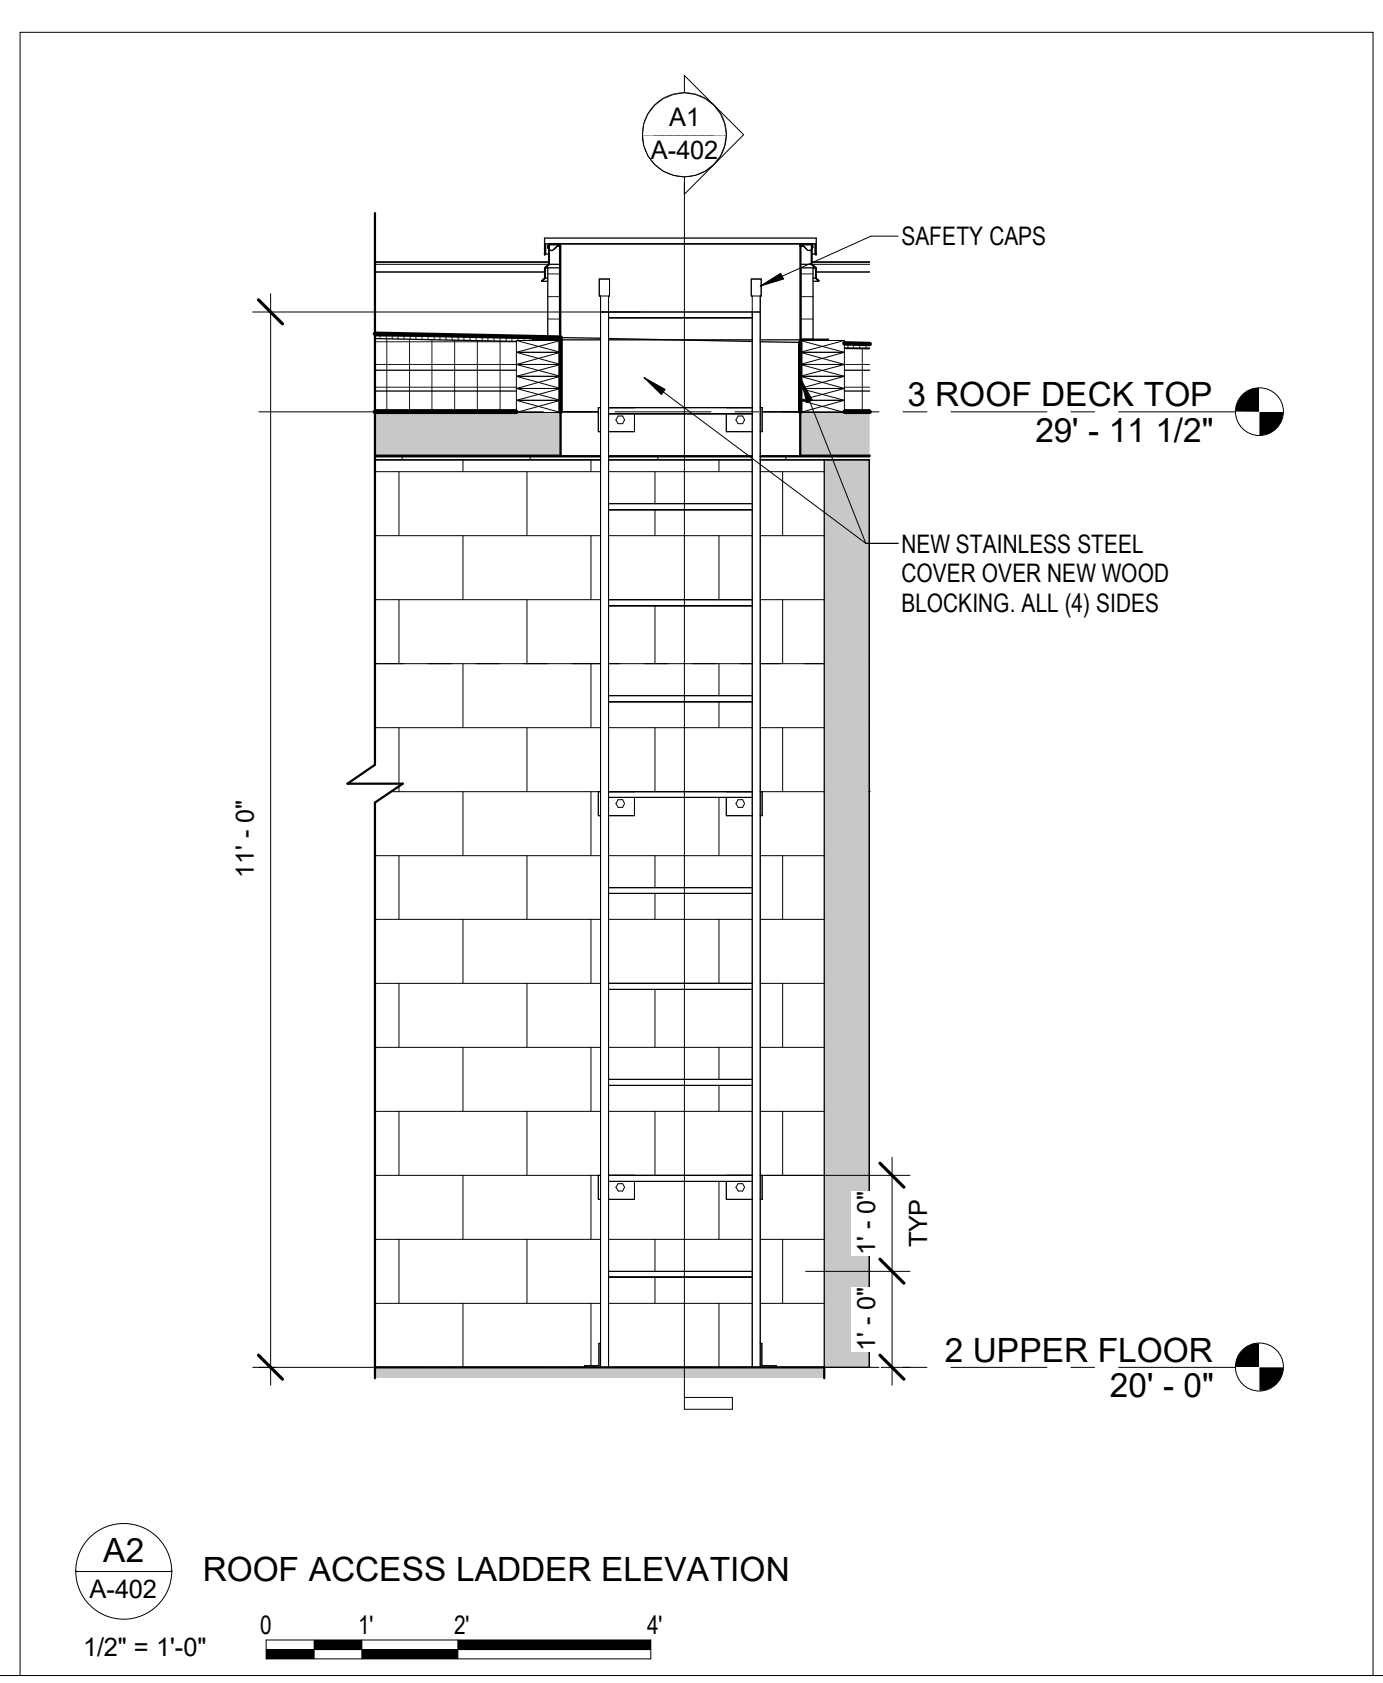 A1
A-402
SAFETY CAPS
3 ROOF DECK TOP
29' - 11 1/2"
NEW STAINLESS STEEL
COVER OVER NEW WOOD
BLOCKING. ALL (4) SIDES
11' - 0"
1' - 0"
TYP
1' - 0"
2 UPPER FLOOR
20' - 0"
A2
A-402
ROOF ACCESS LADDER ELEVATION
1/2" = 1'-0"
0 1' 2' 4'